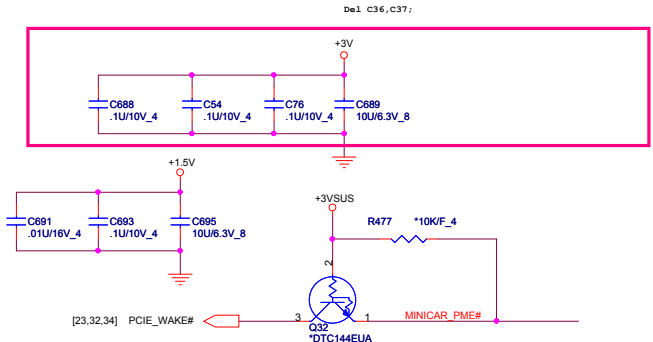 Del C36,C37;
+3V
C688
.1U/10V_4
C54
.1U/10V_4
C76
.1U/10V_4
C689
10U/6.3V_8
+1.5V
C691
.01U/16V_4
C693
.1U/10V_4
C695
10U/6.3V_8
+3VSUS
R477 *10K/F_4
2
[23,32,34] PCIE_WAKE# 3 1 MINICAR_PME#
Q32
*DTC144EUA